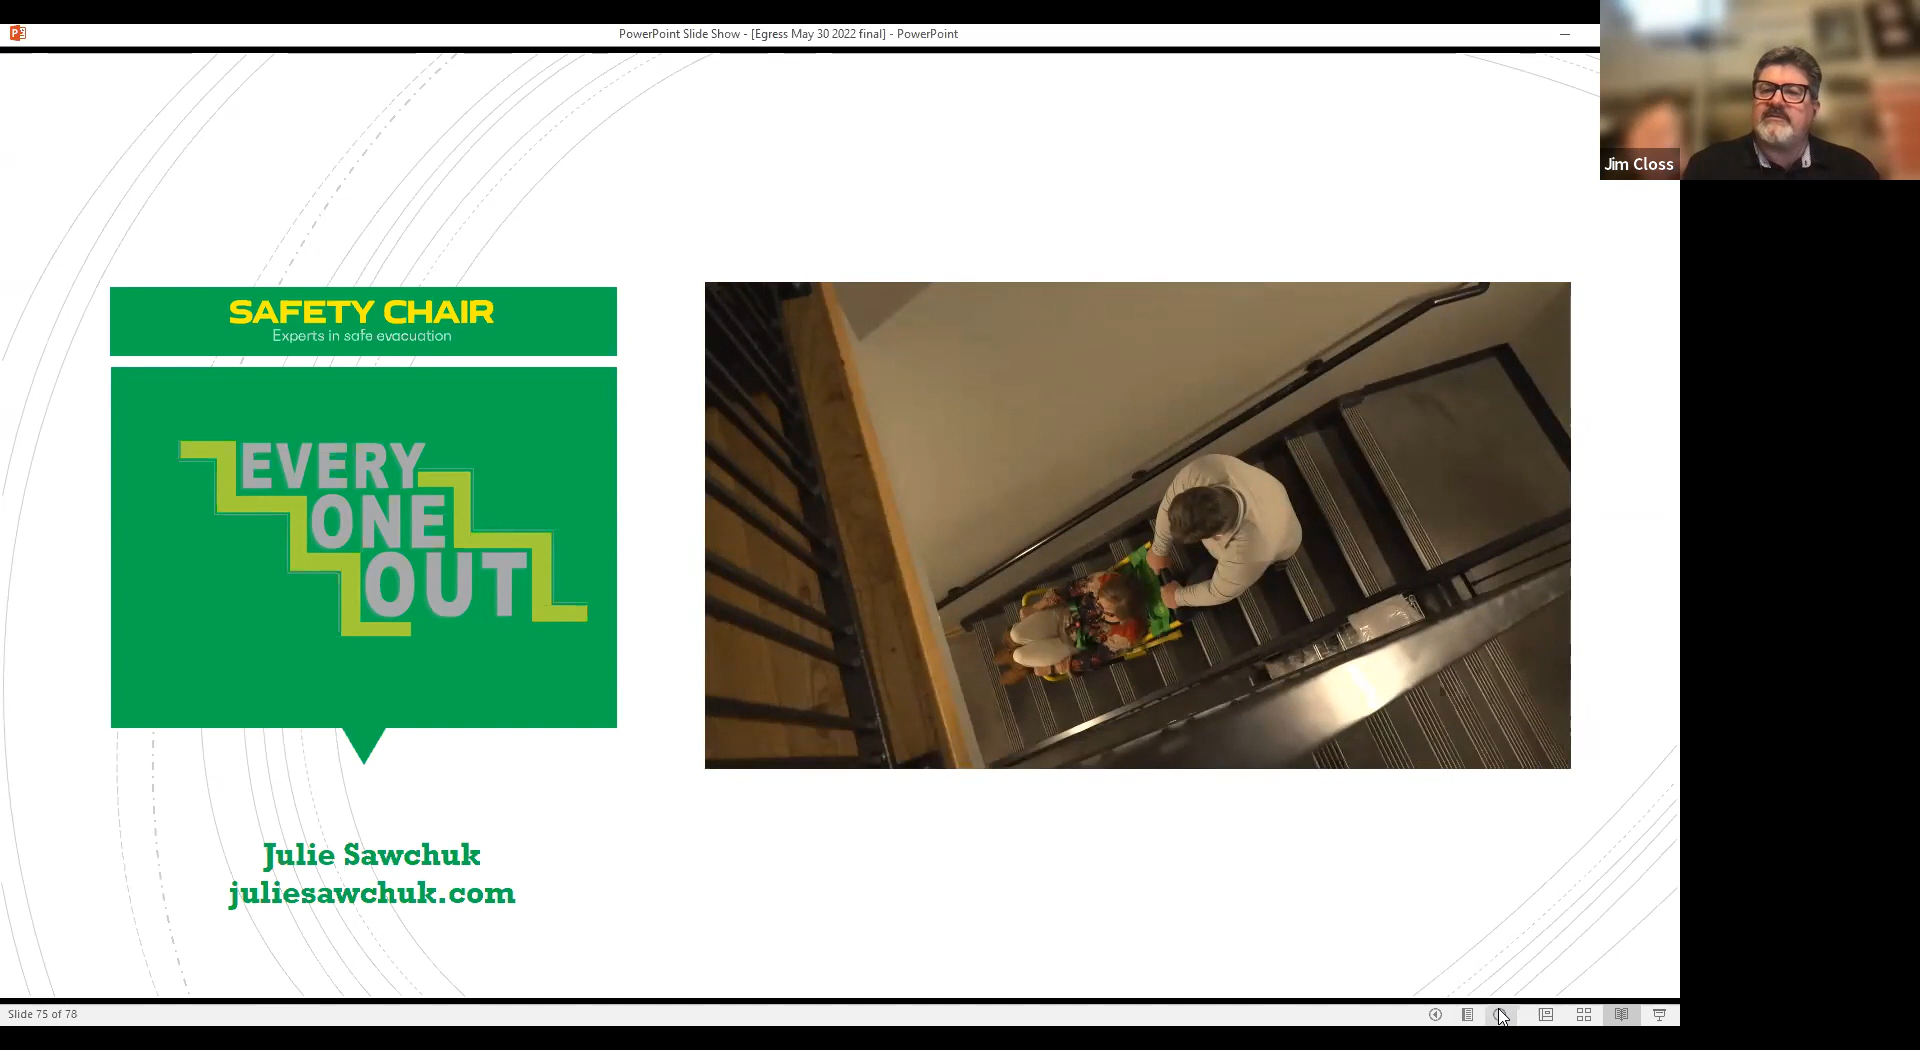 PowerPoint Slide Show - [Egress May 30 2022 final] - PowerPoint
Jim Closs
SAFETY CHAIR
Experts in safe evacuation
EVERY
ONE
OUT
Julie Sawchuk
juliesawchuk.com
Slide 75 of 78